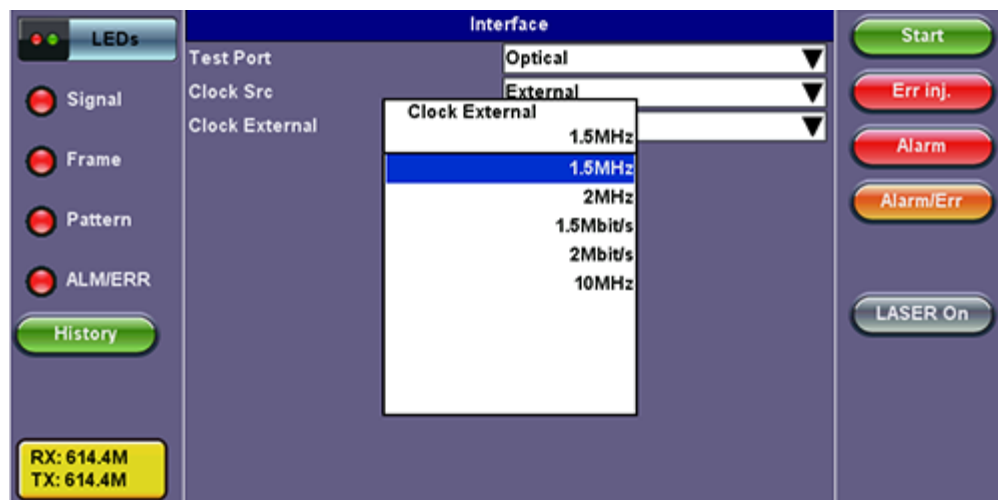 LEDs
Signal
Frame
Pattern
ALM/ERR
History
RX: 614.4M
TX: 614.4M
Interface
Test Port Optical
Clock Src External
Clock External
Clock External
1.5MHz
1.5MHz
2MHz
1.5Mbit/s
2Mbit/s
10MHz
Start
Err inj.
Alarm
Alarm/Err
LASER On